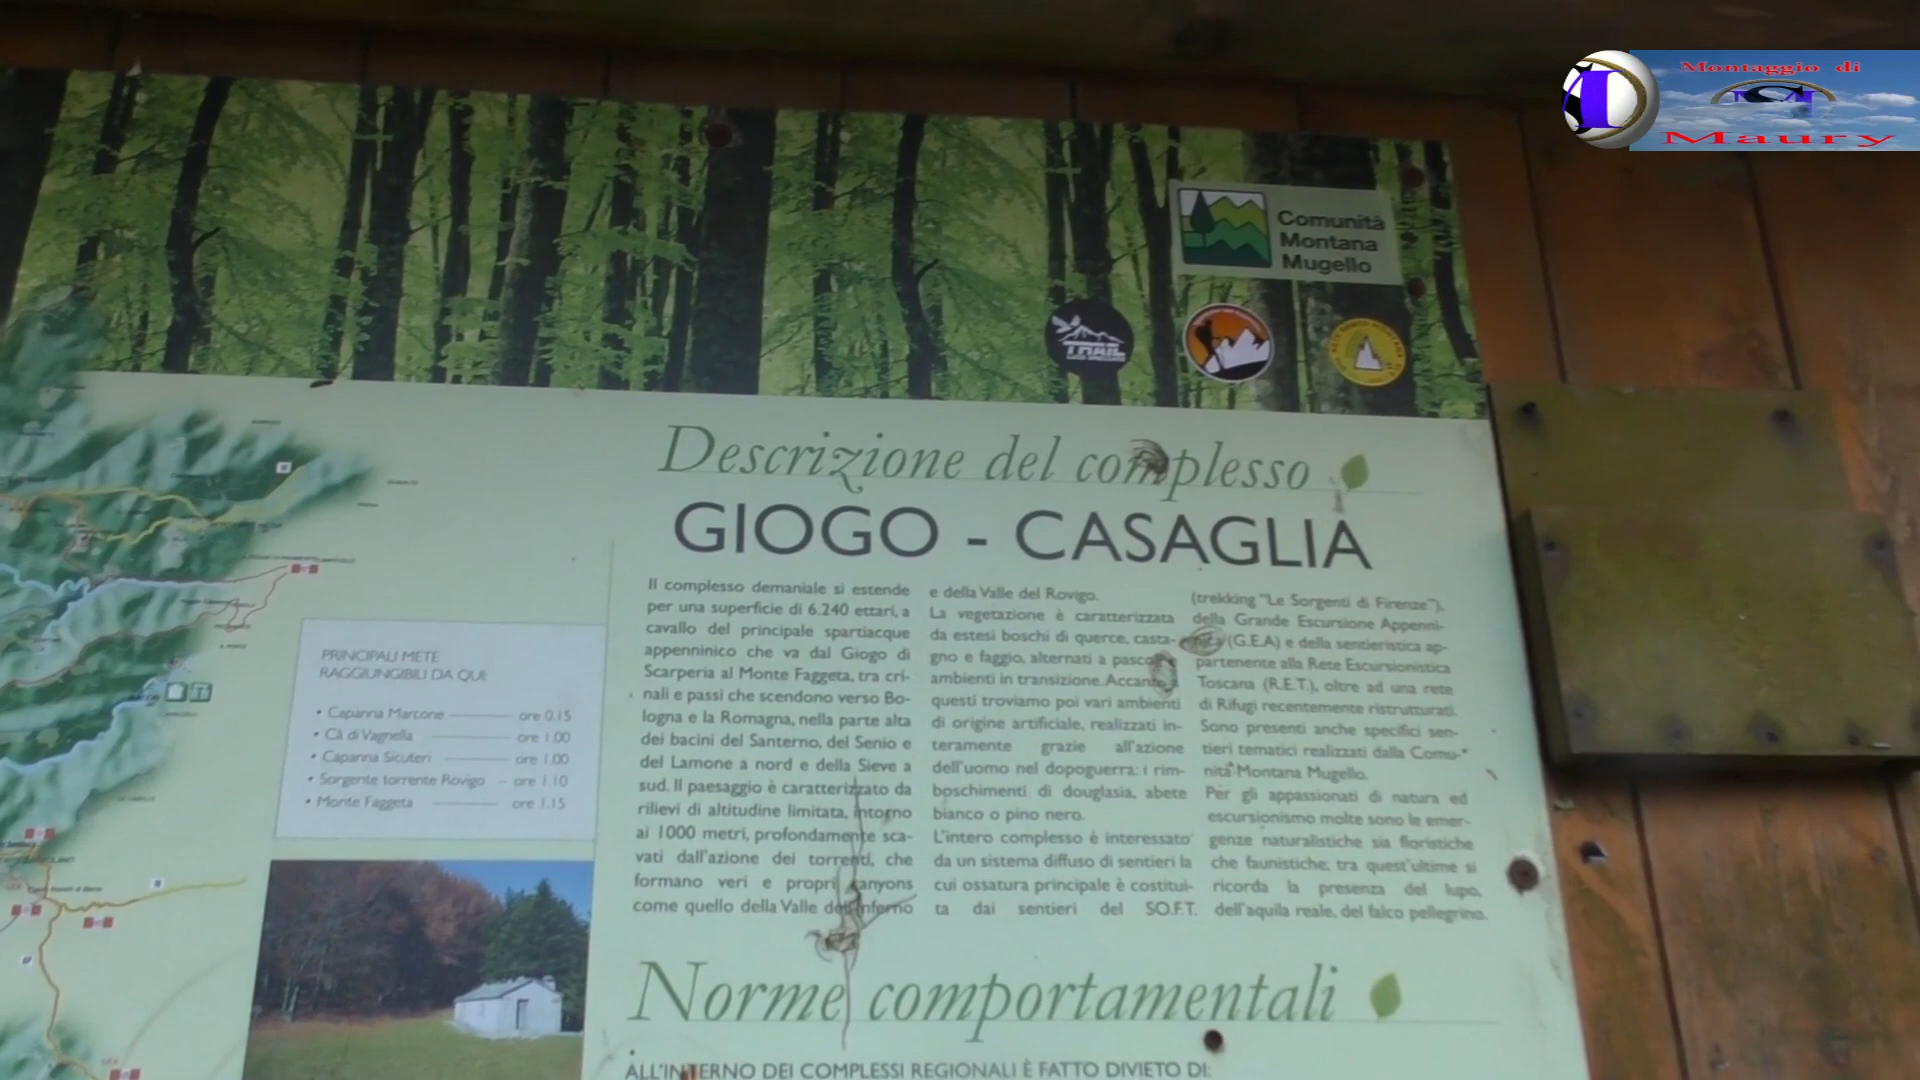 Montaggio di
Maury
Comunità
Montana
Mugello
TRAIL
Descrizione del complesso
GIOGO - CASAGLIA
Il complesso demaniale si estende
per una superficie di 6.240 ettari, a
cavallo del principale spartiacque
appenninico che va dal Giogo di
Scarperia al Monte Faggeta, tra cri-
nali e passi che scendono verso Bo-
logna e la Romagna, nella parte alta
dei bacini del Santerno, del Senio e
del Lamone a nord e della Sieve a
sud. Il paesaggio è caratterizzato da
rilievi di altitudine limitata, intorno
ai 1000 metri, profondamente sca-
vati dall'azione dei torrenti, che
formano veri e propri canyons
come quello della Valle dell'Inferno
e della Valle del Rovigo.
La vegetazione è caratterizzata
da estesi boschi di querce, casta-
gno e faggio, alternati a pascoli e
ambienti in transizione. Accanto a
questi troviamo poi vari ambienti
di origine artificiale, realizzati in-
teramente grazie all'azione
dell'uomo nel dopoguerra: i rim-
boschimenti di douglasia, abete
bianco o pino nero.
L'intero complesso è interessato
da un sistema diffuso di sentieri la
cui ossatura principale è costitui-
ta dai sentieri del SO.F.T.
(trekking "Le Sorgenti di Firenze"),
della Grande Escursione Appenni-
nica (G.E.A) e della sentieristica ap-
partenente alla Rete Escursionistica
Toscana (R.E.T.), oltre ad una rete
di Rifugi recentemente ristrutturati.
Sono presenti anche specifici sen-
tieri tematici realizzati dalla Comu-
nità Montana Mugello.
Per gli appassionati di natura ed
escursionismo molte sono le emer-
genze naturalistiche sia floristiche
che faunistiche; tra quest'ultime si
ricorda la presenza del lupo,
dell'aquila reale, del falco pellegrino.
PRINCIPALI METE
RAGGIUNGIBILI DA QUI:
• Capanna Marcone ore 0.15
• Cà di Vagnella ore 1.00
• Capanna Sicuteri ore 1.00
• Sorgente torrente Rovigo ore 1.10
• Monte Faggeta ore 1.15
Norme comportamentali
ALL'INTERNO DEI COMPLESSI REGIONALI È FATTO DIVIETO DI: